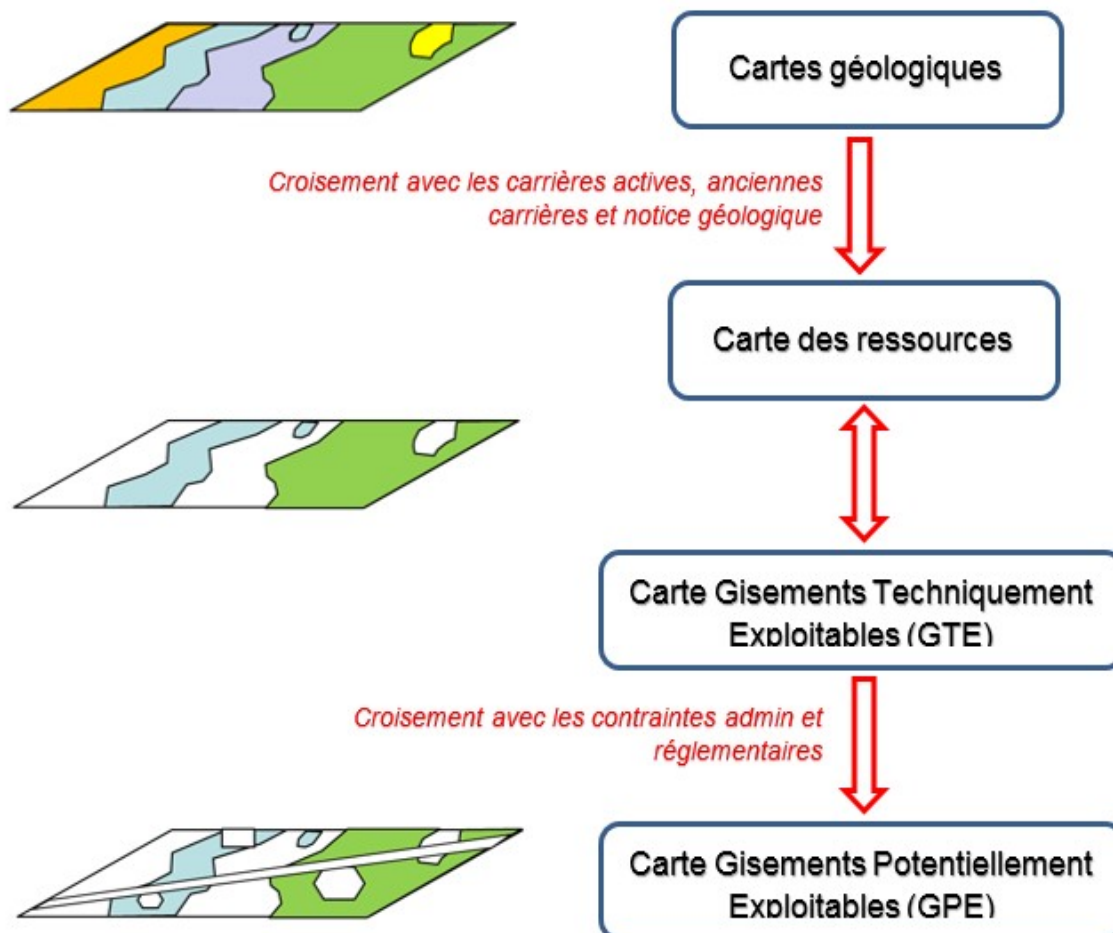 Cartes géologiques
Croisement avec les carrières actives, anciennes
carrières et notice géologique
Carte des ressources
Carte Gisements Techniquement
Exploitables (GTE)
Croisement avec les contraintes admin et
réglementaires
Carte Gisements Potentiellement
Exploitables (GPE)